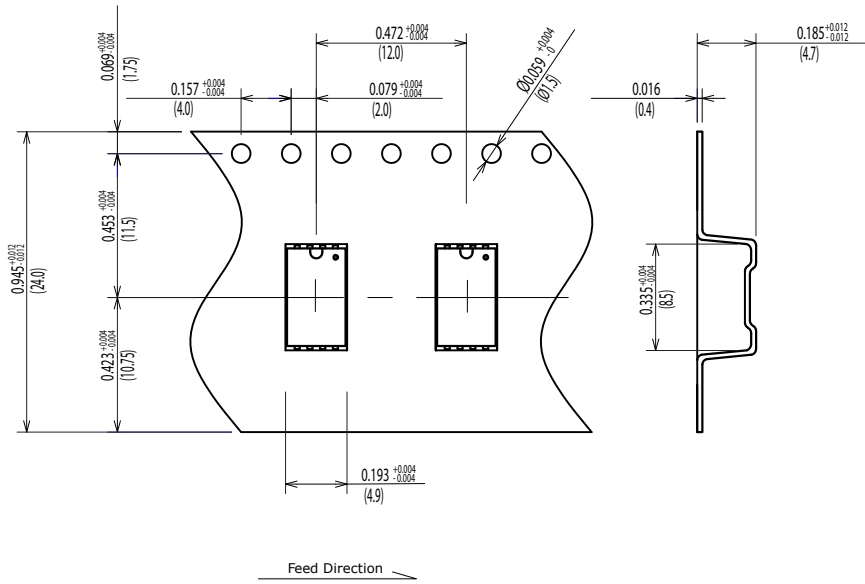 0.472 +0.004 -0.004
(12.0)
0.185 +0.012 -0.012
(4.7)
0.069 +0.004 -0.004
(1.75)
Ø0.059 +0.004 -0
(Ø1.5)
0.157 +0.004 -0.004
(4.0)
0.079 +0.004 -0.004
(2.0)
0.016
(0.4)
0.945 +0.012 -0.012
(24.0)
0.453 +0.004 -0.004
(11.5)
0.335 +0.004 -0.004
(8.5)
0.423 +0.004 -0.004
(10.75)
0.193 +0.004 -0.004
(4.9)
Feed Direction